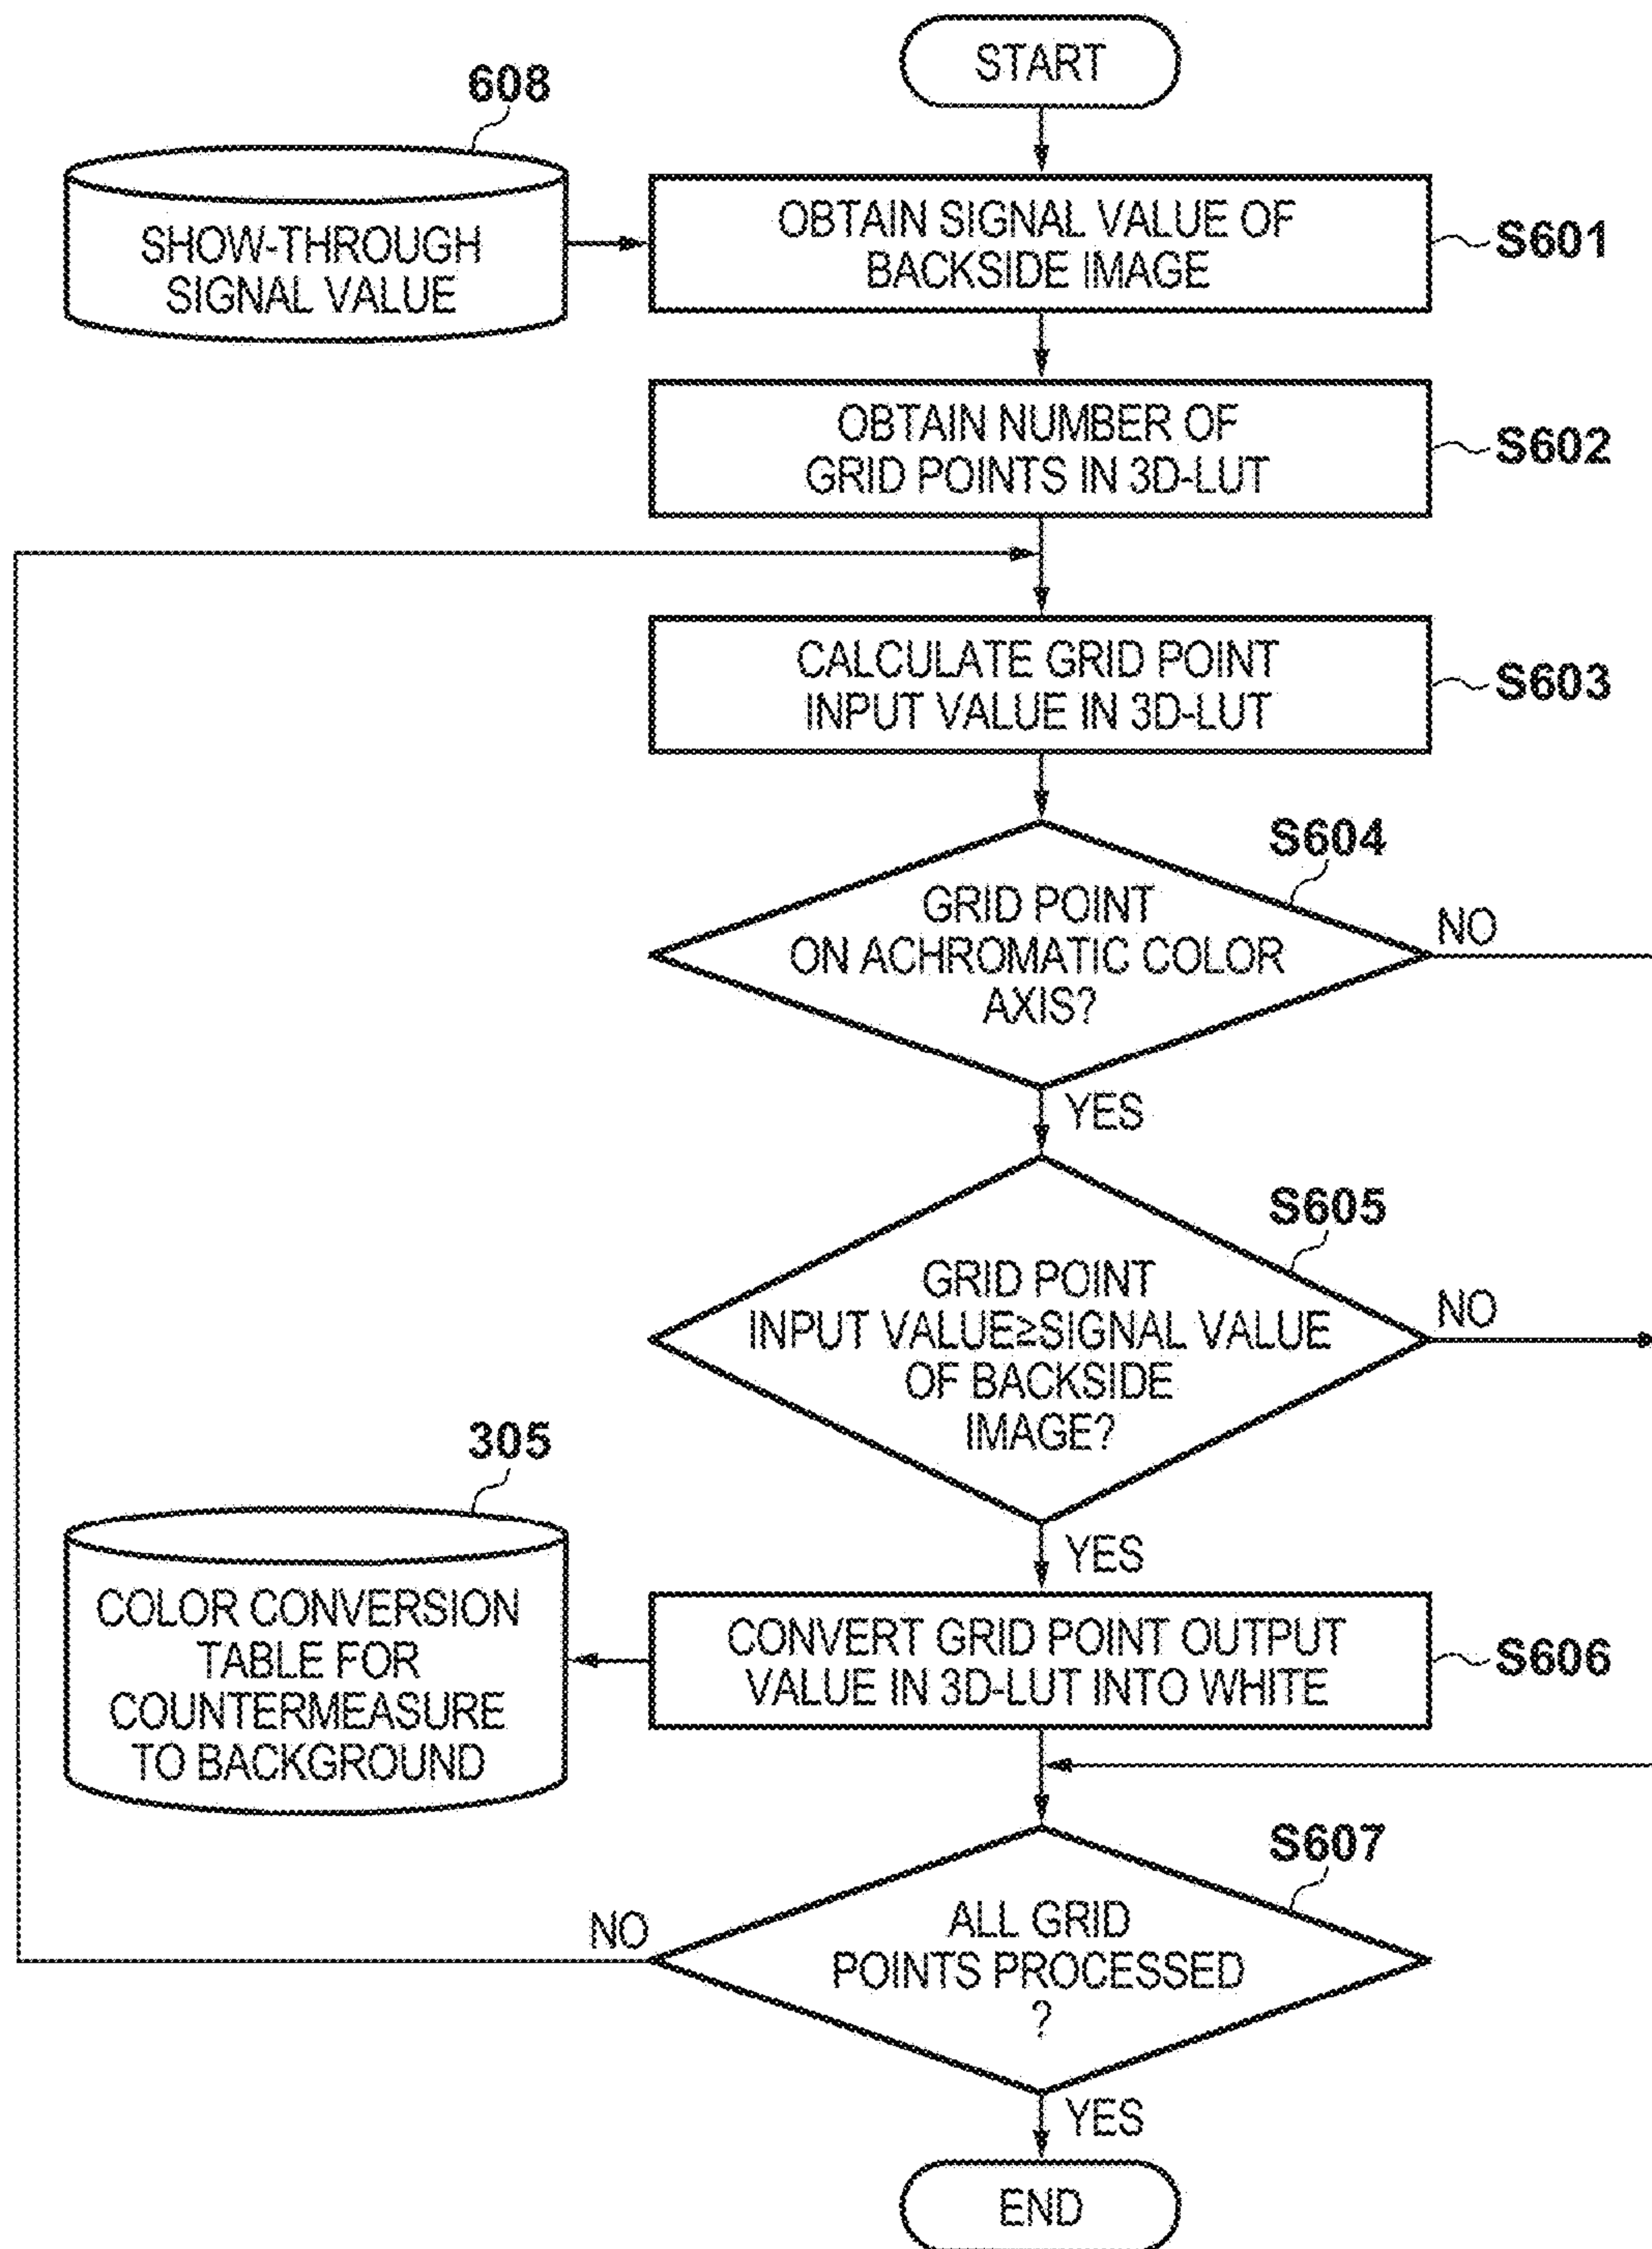 START
608
SHOW-THROUGH
SIGNAL VALUE
OBTAIN SIGNAL VALUE OF
BACKSIDE IMAGE
S601
OBTAIN NUMBER OF
GRID POINTS IN 3D-LUT
S602
CALCULATE GRID POINT
INPUT VALUE IN 3D-LUT
S603
S604
GRID POINT
ON ACHROMATIC COLOR
AXIS?
NO
YES
S605
GRID POINT
INPUT VALUE≥SIGNAL VALUE
OF BACKSIDE
IMAGE?
NO
YES
305
COLOR CONVERSION
TABLE FOR
COUNTERMEASURE
TO BACKGROUND
CONVERT GRID POINT OUTPUT
VALUE IN 3D-LUT INTO WHITE
S606
S607
ALL GRID
POINTS PROCESSED
?
NO
YES
END